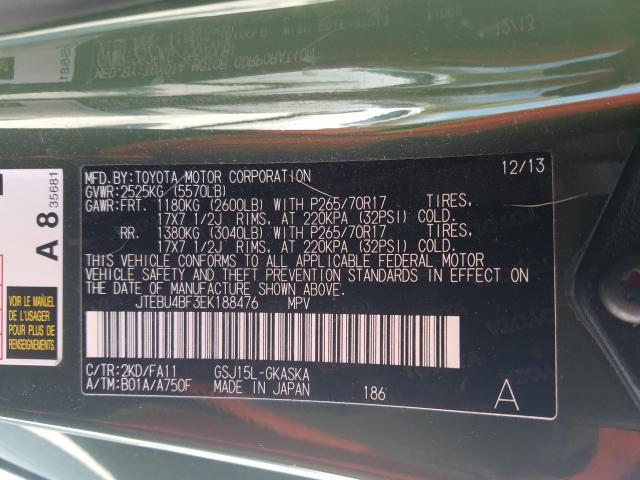 MFD.BY:TOYOTA MOTOR CORPORATION 12/13
GVWR:2525KG (5570LB)
GAWR:FRT. 1180KG (2600LB) WITH P265/70R17 TIRES,
17X7 1/2J RIMS, AT 220KPA (32PSI) COLD.
RR. 1380KG (3040LB) WITH P265/70R17 TIRES,
17X7 1/2J RIMS, AT 220KPA (32PSI) COLD.
THIS VEHICLE CONFORMS TO ALL APPLICABLE FEDERAL MOTOR
VEHICLE SAFETY AND THEFT PREVENTION STANDARDS IN EFFECT ON
THE DATE OF MANUFACTURE SHOWN ABOVE.
JTEBU4BF3EK188476 MPV
C/TR:2KD/FA11 GSJ15L-GKASKA
A/TM:B01A/A750F MADE IN JAPAN 186 A
A 8 35681
VOIR LE MANUEL
DE L'USAGER
POUR PLUS DE
RENSEIGNEMENTS.